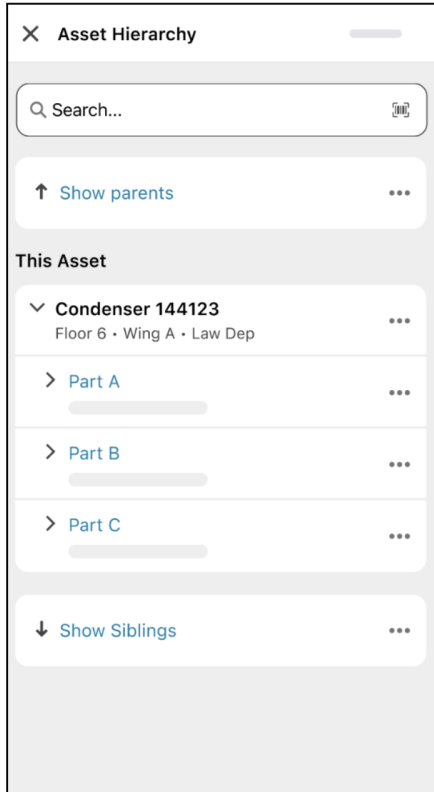 Asset Hierarchy
Search...
Show parents
This Asset
Condenser 144123
Floor 6 • Wing A • Law Dep
Part A
Part B
Part C
Show Siblings